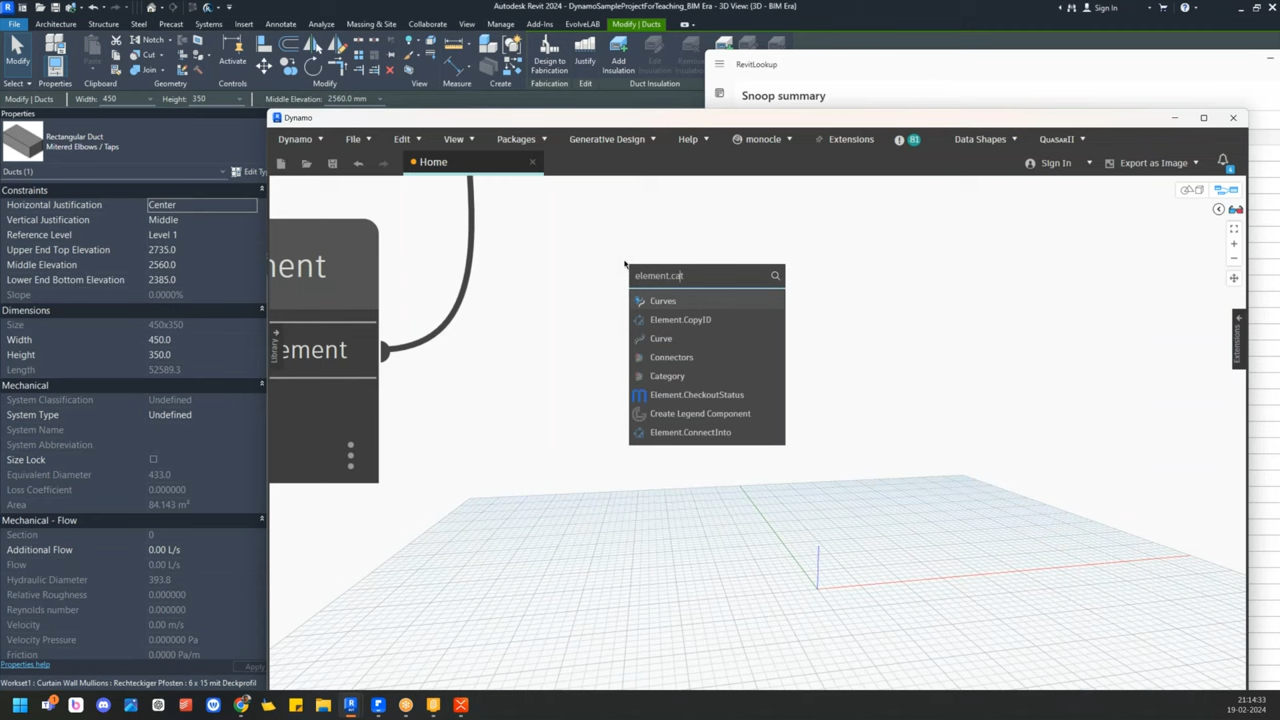 Autodesk Revit 2024 - DynamoSampleProjectForTeaching_BIM Era - 3D View: {3D - BIM Era}
Sign In
File Architecture Structure Steel Precast Systems Insert Annotate Analyze Massing & Site Collaborate View Manage Add-Ins EvolveLAB Modify | Ducts
Modify
Paste
Cut
Join
Activate
Design to
Fabrication
Justify
Add
Insulation
Select Properties Clipboard Geometry Controls Modify View Measure Create Fabrication Edit Duct Insulation
Modify | Ducts Width: 450 Height: 350 Middle Elevation: 2560.0 mm
RevitLookup
Snoop summary
Properties
Rectangular Duct
Mitered Elbows / Taps
Ducts (1)
Edit Ty
Constraints
Horizontal Justification Center
Vertical Justification Middle
Reference Level Level 1
Upper End Top Elevation 2735.0
Middle Elevation 2560.0
Lower End Bottom Elevation 2385.0
Slope 0.0000%
Dimensions
Size 450x350
Width 450.0
Height 350.0
Length 52589.3
Mechanical
System Classification Undefined
System Type Undefined
System Name
System Abbreviation
Size Lock
Equivalent Diameter 433.0
Loss Coefficient 0.000000
Area 84.143 m²
Mechanical - Flow
Section 0
Additional Flow 0.00 L/s
Flow 0.00 L/s
Hydraulic Diameter 393.8
Relative Roughness 0.000000
Reynolds number 0.000000
Velocity 0.00 m/s
Velocity Pressure 0.0000 Pa
Friction 0.0000 Pa/m
Properties help
Apply
Workset1 : Curtain Wall Mullions : Rechteckiger Pfosten : 6 x 15 mit Deckprofil
Dynamo
Dynamo File Edit View Packages Generative Design Help monocle Extensions 81 Data Shapes QUASARII
Home
Sign In
Export as Image
Library
Extensions
ment
ement
element.cat
Curves
Element.CopyID
Curve
Connectors
Category
Element.CheckoutStatus
Create Legend Component
Element.ConnectInto
21:14:33
19-02-2024